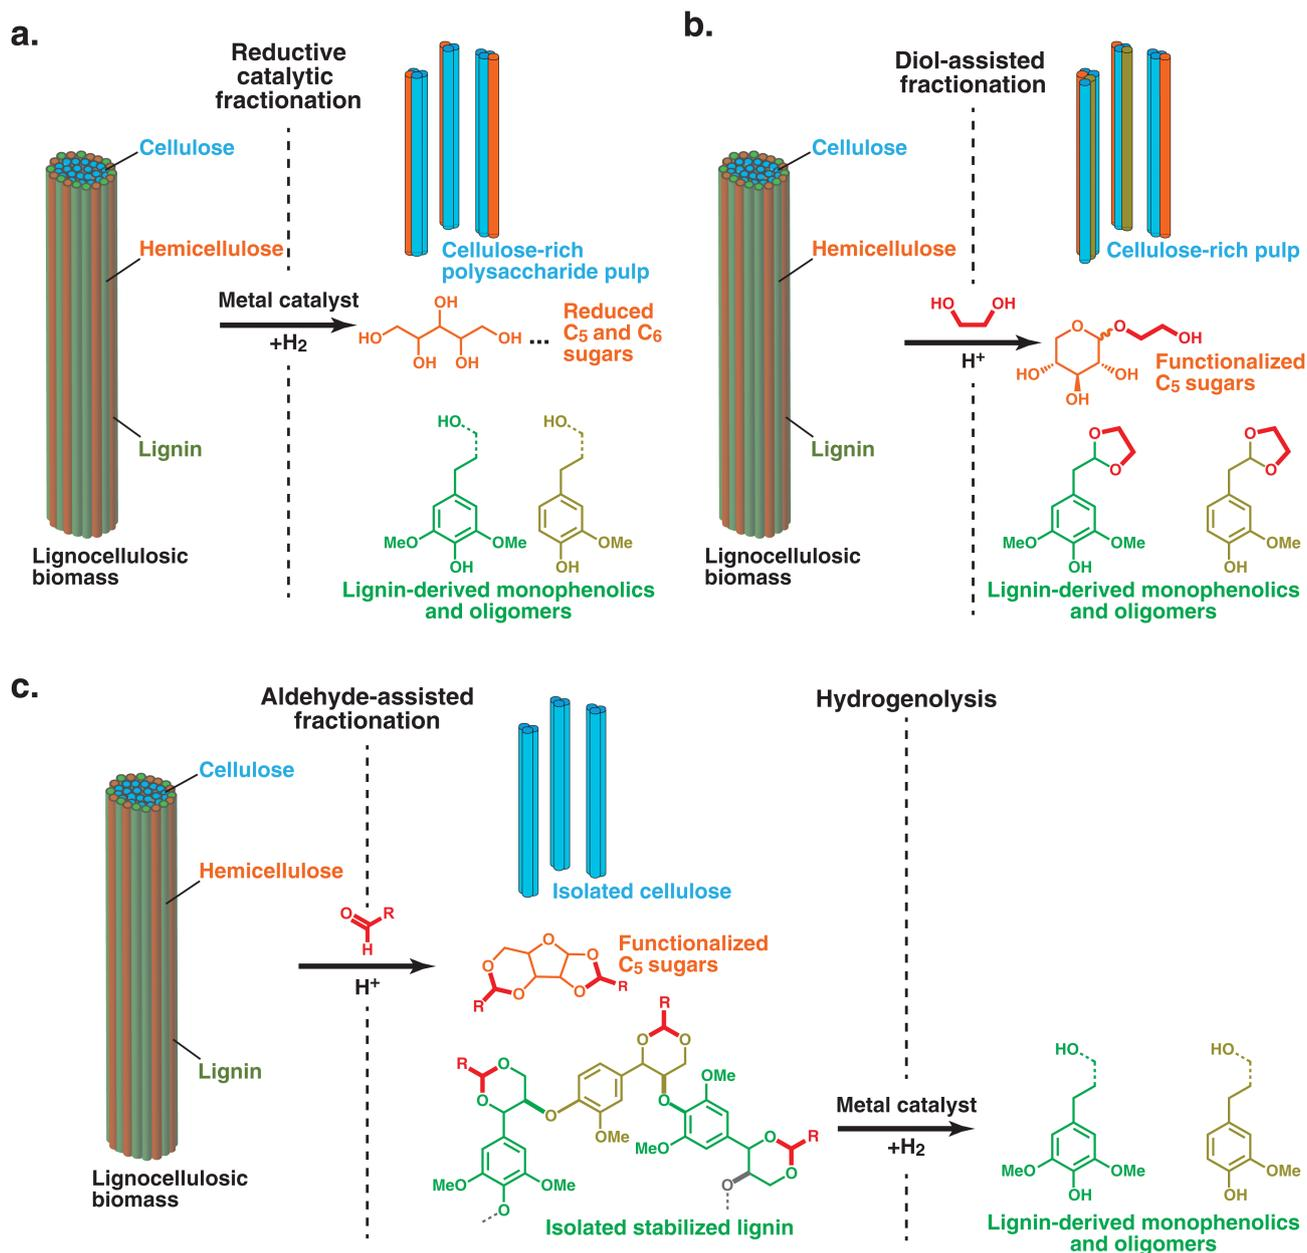 a.
Reductive
catalytic
fractionation
Cellulose
Hemicellulose
Lignin
Lignocellulosic
biomass
Metal catalyst
+H2
Cellulose-rich
polysaccharide pulp
OH
HO
OH
OH
OH
...
Reduced
C5 and C6
sugars
HO
MeO
OMe
OH
HO
OMe
OH
Lignin-derived monophenolics
and oligomers
b.
Diol-assisted
fractionation
Cellulose
Hemicellulose
Lignin
Lignocellulosic
biomass
HO
OH
H+
Cellulose-rich pulp
O
O
OH
HO
OH
OH
Functionalized
C5 sugars
O
O
MeO
OMe
OH
O
O
OMe
OH
Lignin-derived monophenolics
and oligomers
c.
Aldehyde-assisted
fractionation
Cellulose
Hemicellulose
Lignin
Lignocellulosic
biomass
O
R
H
H+
Isolated cellulose
O
O
O
O
O
R
R
Functionalized
C5 sugars
R
O
O
R
O
O
O
OMe
OMe
O
MeO
O
R
O
O
MeO
OMe
O
Isolated stabilized lignin
Hydrogenolysis
Metal catalyst
+H2
HO
MeO
OMe
OH
HO
OMe
OH
Lignin-derived monophenolics
and oligomers